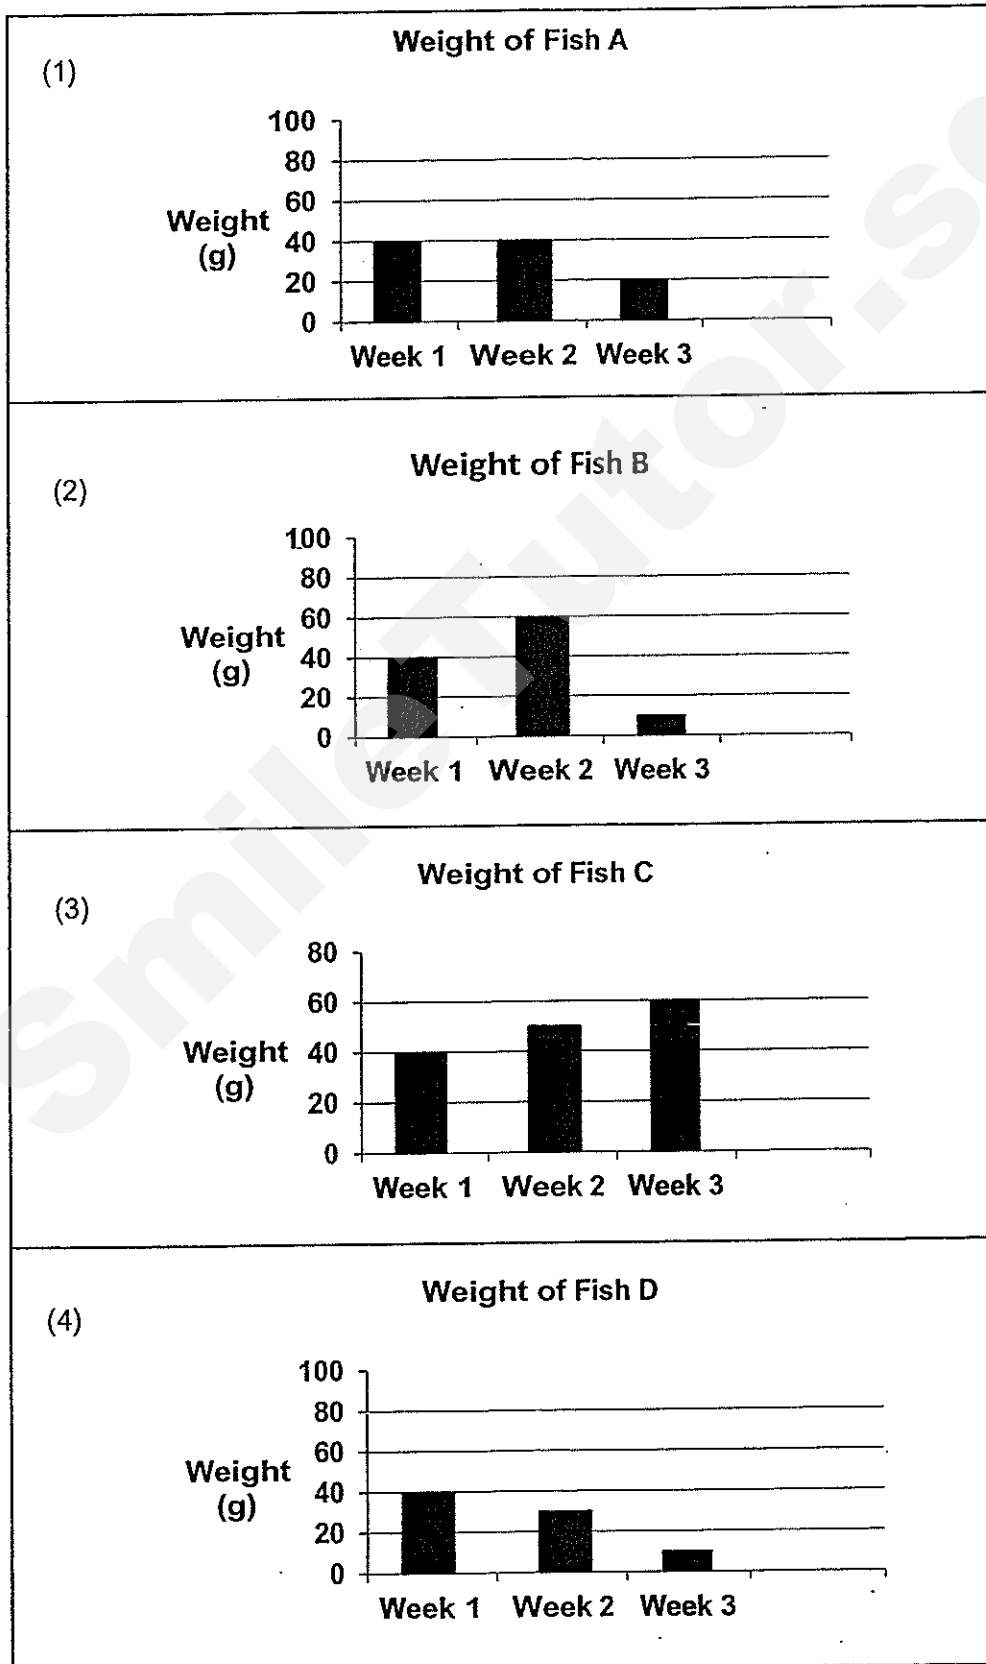 (1)
Weight of Fish A
100
80
60
40
20
0
Weight
(g)
Week 1 Week 2 Week 3
(2)
Weight of Fish B
100
80
60
40
20
0
Weight
(g)
Week 1 Week 2 Week 3
(3)
Weight of Fish C
80
60
40
20
0
Weight
(g)
Week 1 Week 2 Week 3
(4)
Weight of Fish D
100
80
60
40
20
0
Weight
(g)
Week 1 Week 2 Week 3
SmileTutor.sg